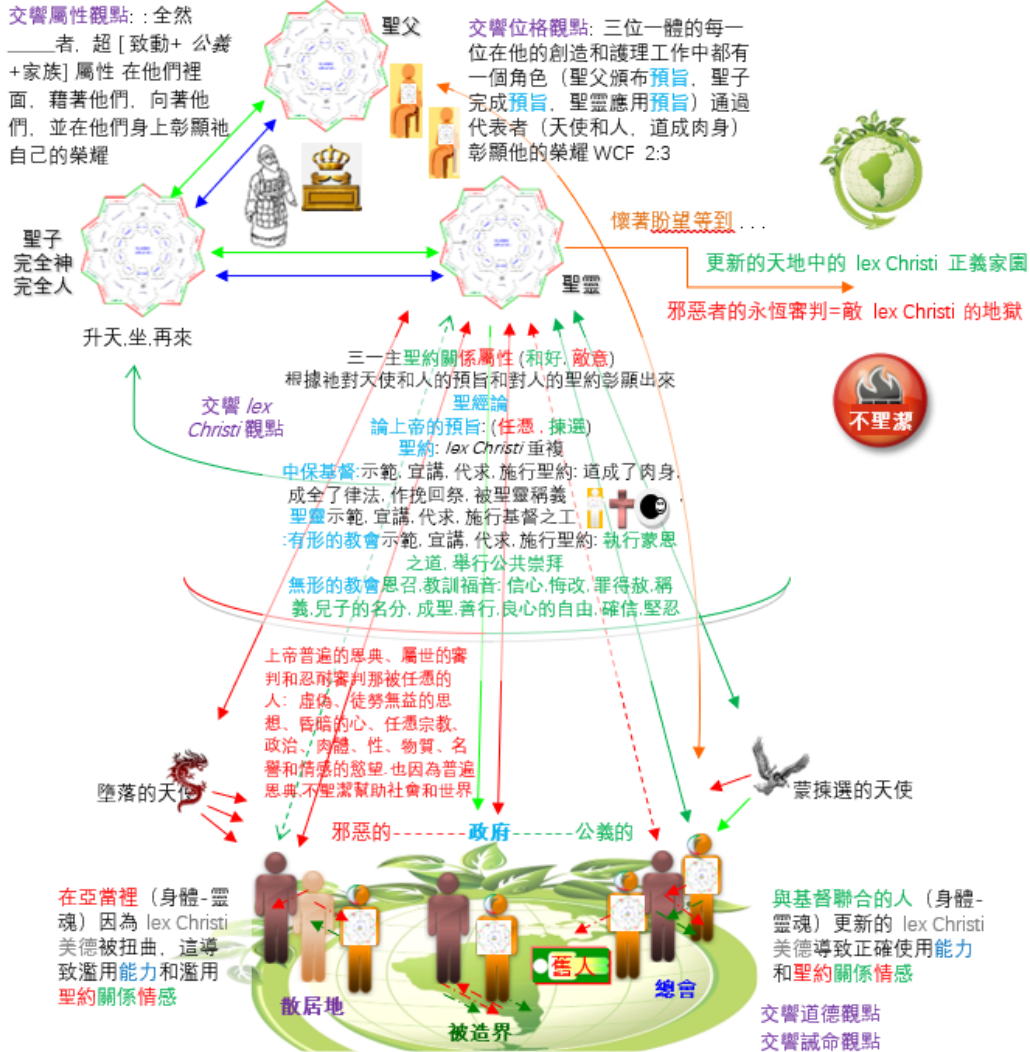 交響屬性觀點: : 全然
_____者, 超 [ 致動+ 公義
+家族] 屬性 在他們裡
面, 藉著他們, 向著他
們, 並在他們身上彰顯祂
自己的榮耀
聖父
交響位格觀點: 三位一體的每一
位在他的創造和護理工作中都有
一個角色（聖父頒布預旨, 聖子
完成預旨, 聖靈應用預旨）通過
代表者（天使和人, 道成肉身）
彰顯他的榮耀 WCF 2:3
聖子
完全神
完全人
聖靈
升天,坐,再來
懷著盼望等到 . . .
更新的天地中的 lex Christi 正義家園
邪惡者的永恆審判=敵 lex Christi 的地獄
不聖潔
交響 lex
Christi 觀點
三一主聖約關係屬性 (和好, 敵意)
根據祂對天使和人的預旨和對人的聖約彰顯出來
聖經論
論上帝的預旨: (任憑 , 揀選)
聖約: lex Christi 重複
中保基督:示範, 宣講, 代求, 施行聖約: 道成了肉身,
成全了律法, 作挽回祭, 被聖靈稱義 ,
聖靈示範, 宣講, 代求, 施行基督之工
:有形的教會示範, 宣講, 代求, 施行聖約: 執行蒙恩
之道, 舉行公共崇拜
無形的教會恩召,教訓福音: 信心,悔改, 罪得赦,稱
義,兒子的名分, 成聖,善行,良心的自由, 確信,堅忍
上帝普遍的恩典、屬世的審
判和忍耐審判那被任憑的
人: 虛偽、徒勞無益的思
想、昏暗的心、任憑宗教、
政治、肉體、性、物質、名
譽和情感的慾望.也因為普遍
恩典,不聖潔幫助社會和世界
墮落的天使
蒙揀選的天使
邪惡的-------政府------公義的
在亞當裡（身體-靈
魂）因為 lex Christi
美德被扭曲, 這導
致濫用能力和濫用
聖約關係情感
與基督聯合的人（身體-
靈魂）更新的 lex Christi
美德導致正確使用能力
和聖約關係情感
舊人
散居地
總會
被造界
交響道德觀點
交響誡命觀點